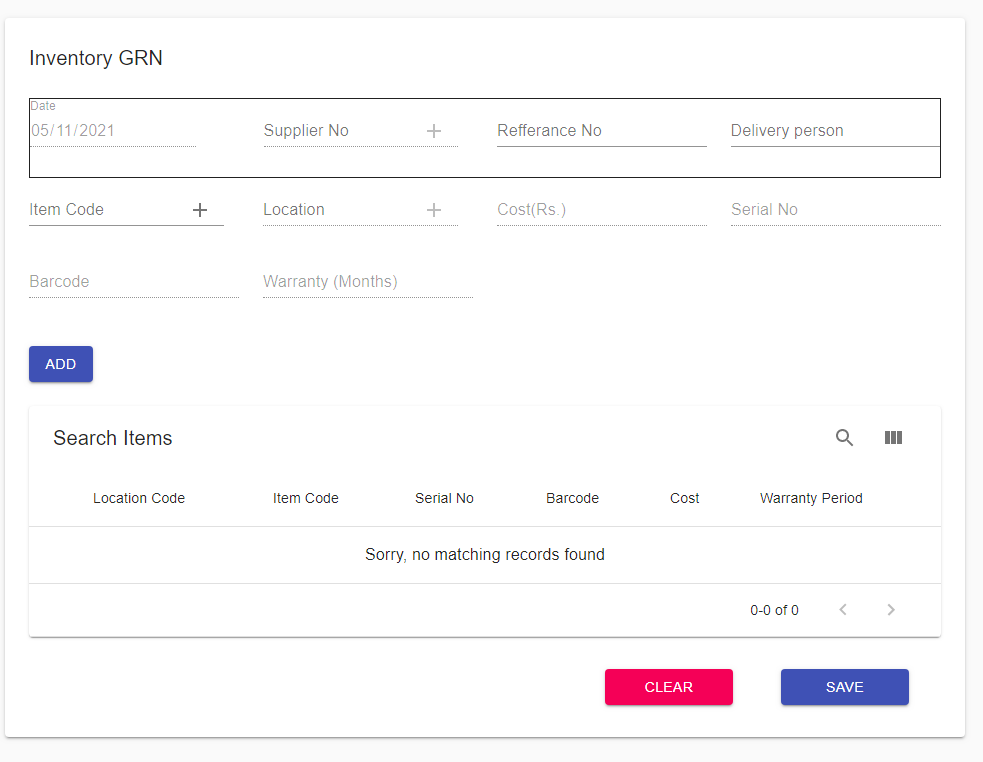 Inventory GRN
Date
05/11/2021 Supplier No Refferance No Delivery person
Item Code Location Cost(Rs.) Serial No
Barcode Warranty (Months)
ADD
Search Items
Location Code Item Code Serial No Barcode Cost Warranty Period
Sorry, no matching records found
0-0 of 0
CLEAR SAVE